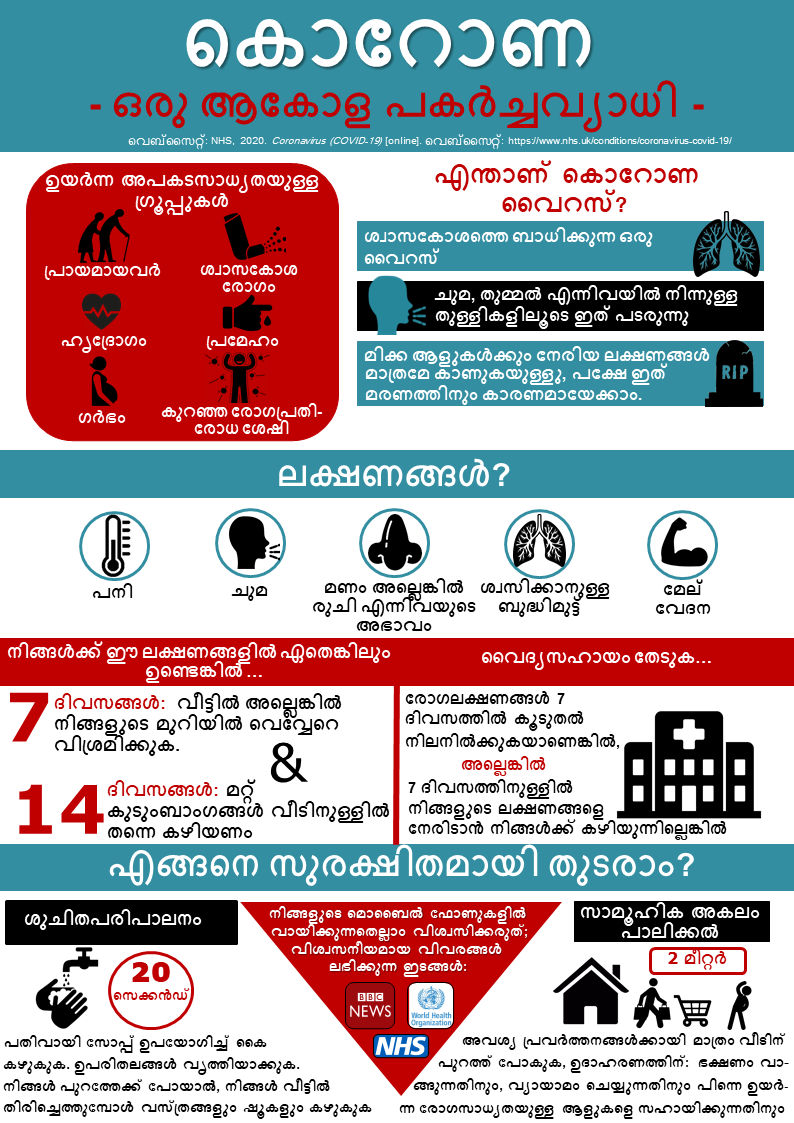 കൊറോണ
- ഒരു ആകോള പകർച്ചവ്യാധി -
വെബ്സൈറ്റ്: NHS, 2020. Coronavirus (COVID-19) [online]. വെബ്സൈറ്റ്: https://www.nhs.uk/conditions/coronavirus-covid-19/
ഉയർന്ന അപകടസാധ്യതയുള്ള
ഗ്രൂപ്പുകൾ
പ്രായമായവർ
ശ്വാസകോശ
രോഗം
ഹൃദ്രോഗം
പ്രമേഹം
ഗർഭം
കുറഞ്ഞ രോഗപ്രതി-
രോധ ശേഷി
എന്താണ് കൊറോണ
വൈറസ്?
ശ്വാസകോശത്തെ ബാധിക്കുന്ന ഒരു
വൈറസ്
ചുമ, തുമ്മൽ എന്നിവയിൽ നിന്നുള്ള
തുള്ളികളിലൂടെ ഇത് പടരുന്നു
മിക്ക ആളുകൾക്കും നേരിയ ലക്ഷണങ്ങൾ
മാത്രമേ കാണുകയുള്ളു, പക്ഷേ ഇത്
മരണത്തിനും കാരണമായേക്കാം.
RIP
ലക്ഷണങ്ങൾ?
പനി
ചുമ
മണം അല്ലെങ്കിൽ
രുചി എന്നിവയുടെ
അഭാവം
ശ്വസിക്കാനുള്ള
ബുദ്ധിമുട്ട്
മേല്
വേദന
നിങ്ങൾക്ക് ഈ ലക്ഷണങ്ങളിൽ ഏതെങ്കിലും
ഉണ്ടെങ്കിൽ ...
7 ദിവസങ്ങൾ: വീട്ടിൽ അല്ലെങ്കിൽ
നിങ്ങളുടെ മുറിയിൽ വെവ്വേറെ
വിശ്രമിക്കുക.
&
14 ദിവസങ്ങൾ: മറ്റ്
കുടുംബാംഗങ്ങൾ വീടിനുള്ളിൽ
തന്നെ കഴിയണം
വൈദ്യസഹായം തേടുക...
രോഗലക്ഷണങ്ങൾ 7
ദിവസത്തിൽ കൂടുതൽ
നിലനിൽക്കുകയാണെങ്കിൽ,
അല്ലെങ്കിൽ
7 ദിവസത്തിനുള്ളിൽ
നിങ്ങളുടെ ലക്ഷണങ്ങളെ
നേരിടാൻ നിങ്ങൾക്ക് കഴിയുന്നില്ലെങ്കിൽ
എങ്ങനെ സുരക്ഷിതമായി തുടരാം?
ശുചിതപരിപാലനം
20
സെക്കൻഡ്
പതിവായി സോപ്പ് ഉപയോഗിച്ച് കൈ
കഴുകുക. ഉപരിതലങ്ങൾ വൃത്തിയാക്കുക.
നിങ്ങൾ പുറത്തേക്ക് പോയാൽ, നിങ്ങൾ വീട്ടിൽ
തിരിച്ചെത്തുമ്പോൾ വസ്ത്രങ്ങളും ഷൂകളും കഴുകുക
നിങ്ങളുടെ മൊബൈൽ ഫോണുകളിൽ
വായിക്കുന്നതെല്ലാം വിശ്വസിക്കരുത്;
വിശ്വസനീയമായ വിവരങ്ങൾ
ലഭിക്കുന്ന ഇടങ്ങൾ:
BBC
NEWS
World Health
Organization
NHS
സാമൂഹിക അകലം
പാലിക്കൽ
2 മീറ്റർ
അവശ്യ പ്രവർത്തനങ്ങൾക്കായി മാത്രം വീടിന്
പുറത്ത് പോകുക, ഉദാഹരണത്തിന്: ഭക്ഷണം വാ-
ങ്ങുന്നതിനും, വ്യായാമം ചെയ്യുന്നതിനും പിന്നെ ഉയർ-
ന്ന രോഗസാധ്യതയുള്ള ആളുകളെ സഹായിക്കുന്നതിനും